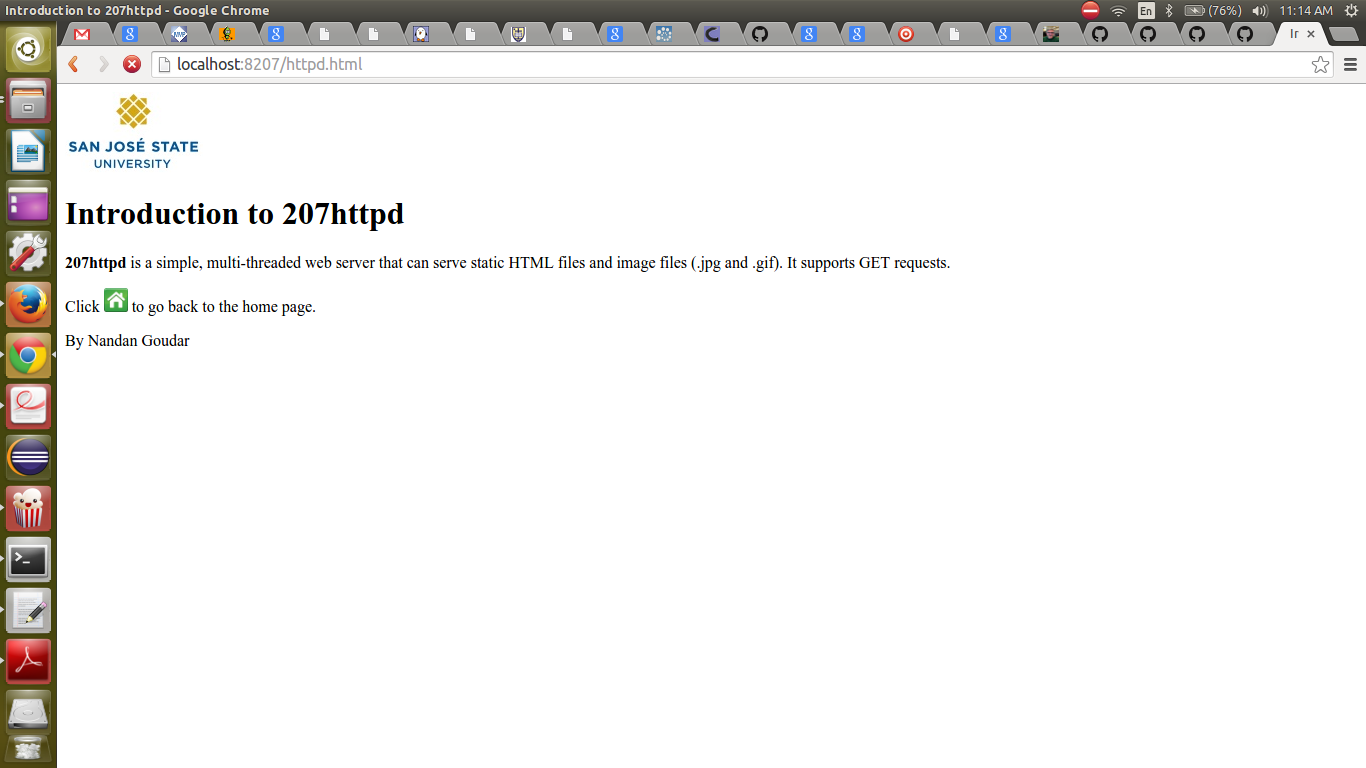 Introduction to 207httpd - Google Chrome
En (76%) 11:14 AM
Ir
localhost:8207/httpd.html
SAN JOSÉ STATE
UNIVERSITY
Introduction to 207httpd
207httpd is a simple, multi-threaded web server that can serve static HTML files and image files (.jpg and .gif). It supports GET requests.
Click to go back to the home page.
By Nandan Goudar